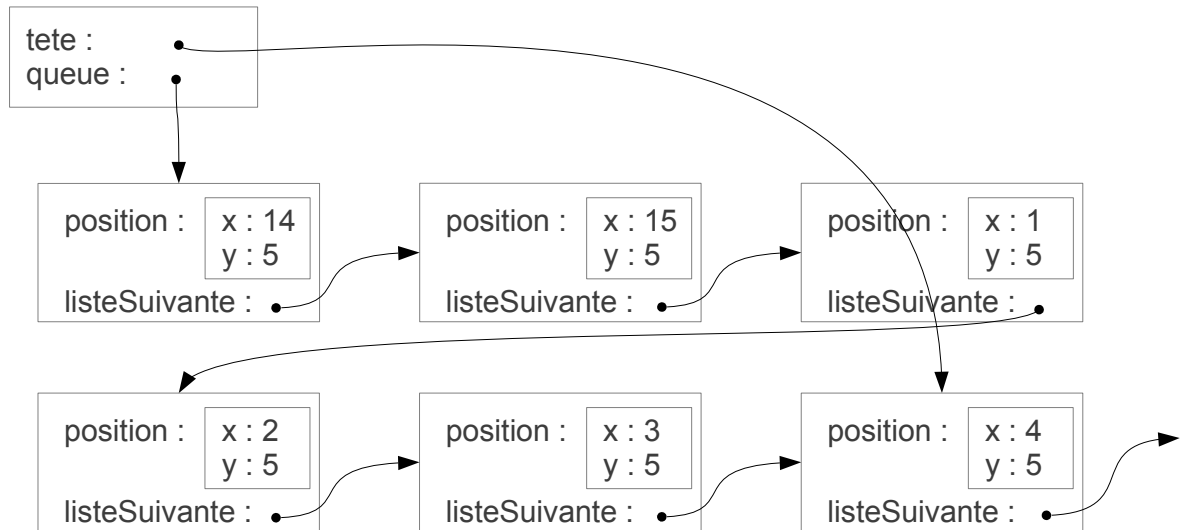 tete :
queue :
position : x : 14
y : 5
listeSuivante :
position : x : 15
y : 5
listeSuivante :
position : x : 1
y : 5
listeSuivante :
position : x : 2
y : 5
listeSuivante :
position : x : 3
y : 5
listeSuivante :
position : x : 4
y : 5
listeSuivante :